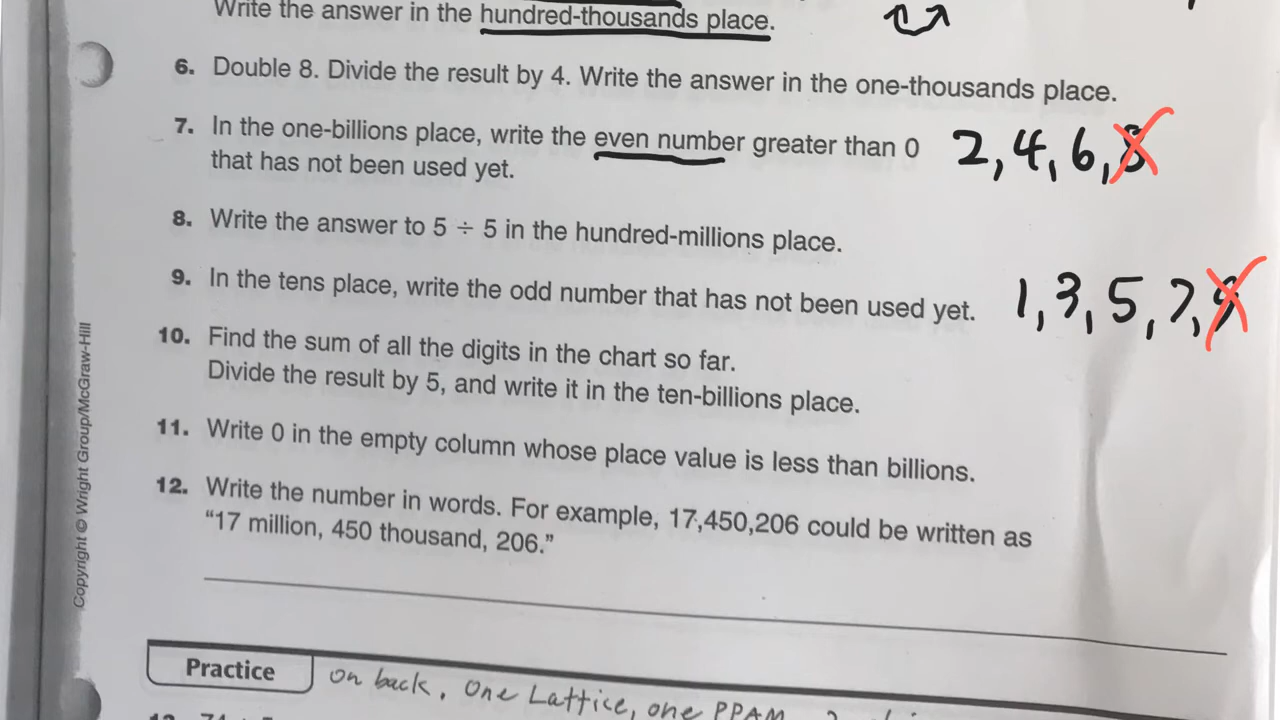 Write the answer in the hundred-thousands place.
6. Double 8. Divide the result by 4. Write the answer in the one-thousands place.
7. In the one-billions place, write the even number greater than 0
that has not been used yet.
2, 4, 6, 8
8. Write the answer to 5 ÷ 5 in the hundred-millions place.
9. In the tens place, write the odd number that has not been used yet.
1, 3, 5, 7, 9
10. Find the sum of all the digits in the chart so far.
Divide the result by 5, and write it in the ten-billions place.
11. Write 0 in the empty column whose place value is less than billions.
12. Write the number in words. For example, 17,450,206 could be written as
"17 million, 450 thousand, 206."
Copyright © Wright Group/McGraw-Hill
Practice
on back, One Lattice, one PPAM